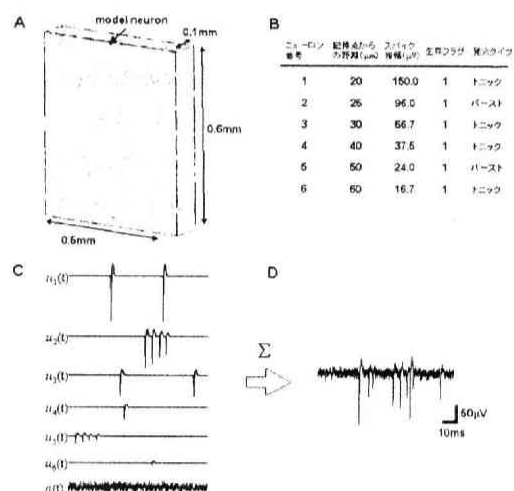 A
model neuron
0.1mm
0.6mm
0.6mm
B
ニューロン番号 記録点からの距離(μm) スパイク振幅(μV) 生存フラグ 発火タイプ
1 20 150.0 1 トニック
2 25 96.0 1 バースト
3 30 66.7 1 トニック
4 40 37.5 1 トニック
5 50 24.0 1 バースト
6 60 16.7 1 トニック
C
u₁(t)
u₂(t)
u₃(t)
u₄(t)
u₅(t)
u₆(t)
Σ
D
60μV
10ms